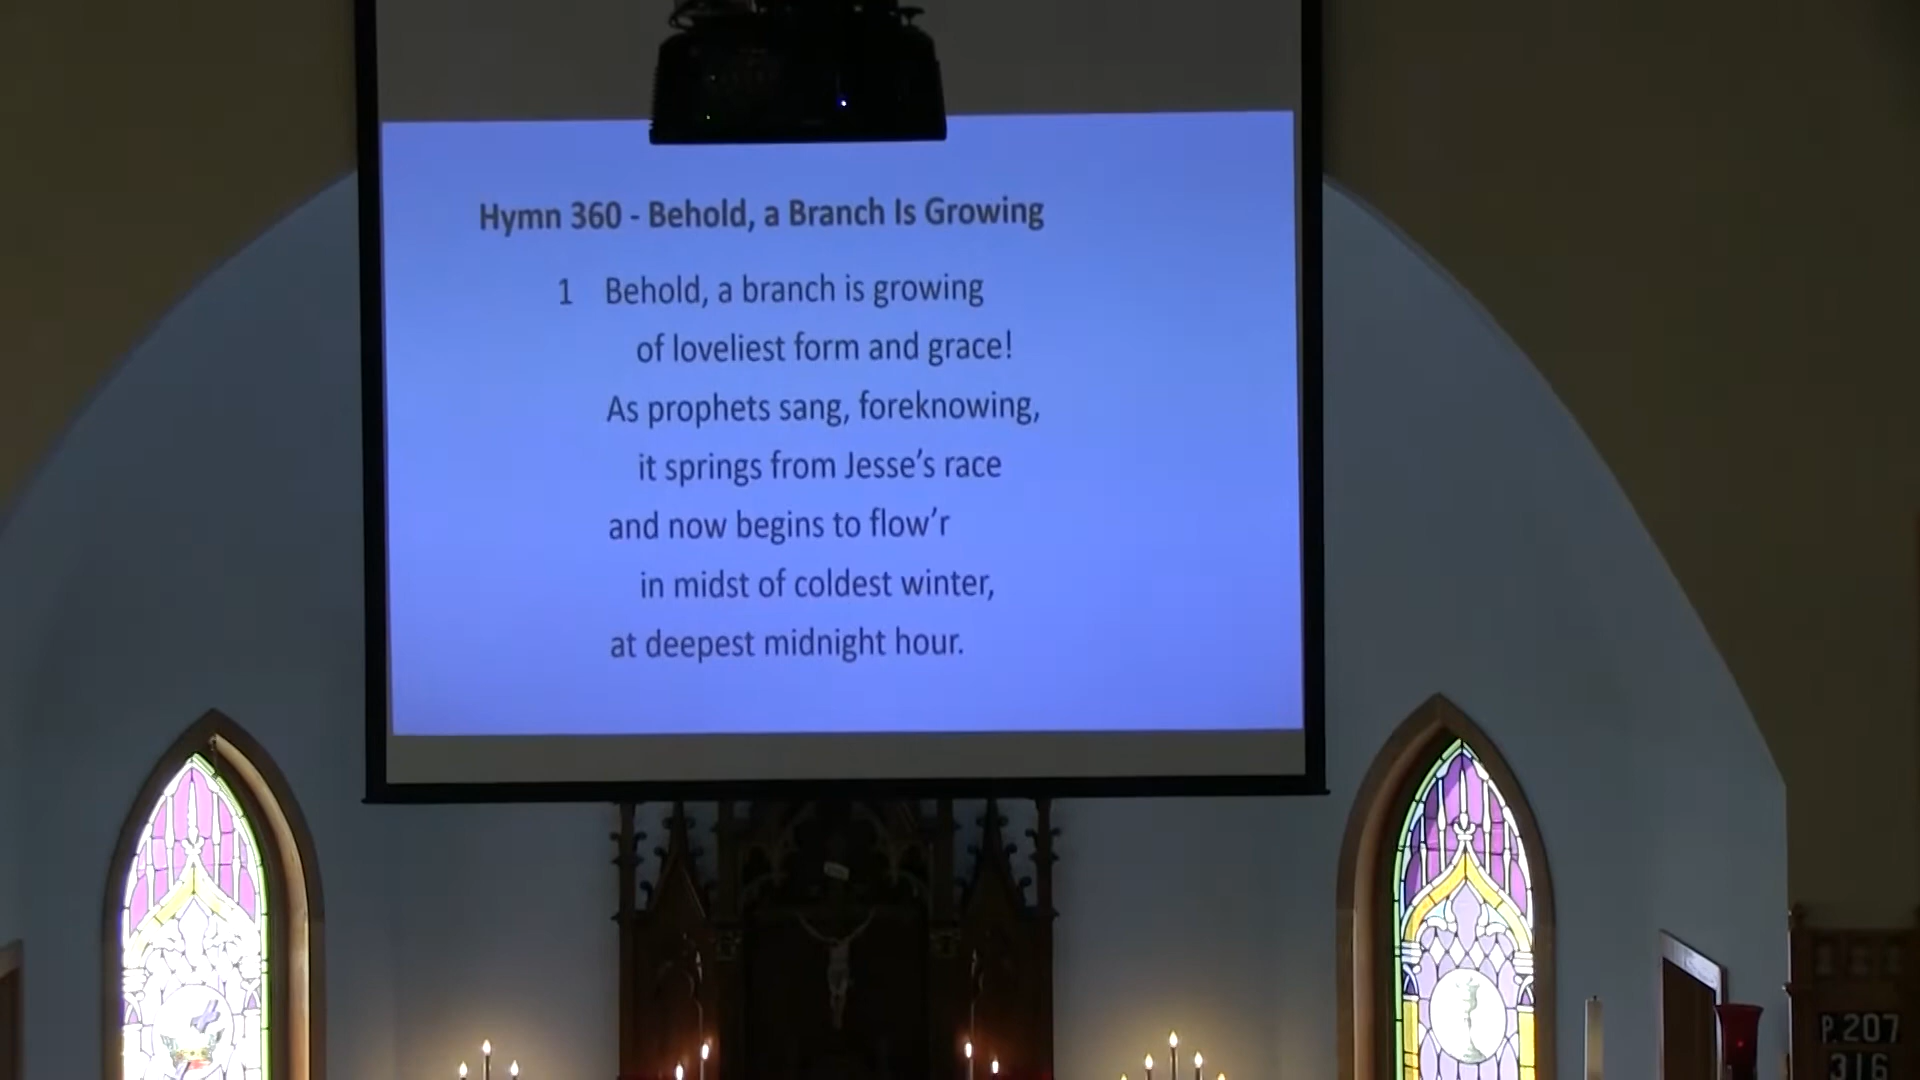 Hymn 360 - Behold, a Branch Is Growing
1 Behold, a branch is growing
of loveliest form and grace!
As prophets sang, foreknowing,
it springs from Jesse’s race
and now begins to flow’r
in midst of coldest winter,
at deepest midnight hour.
P.207
316